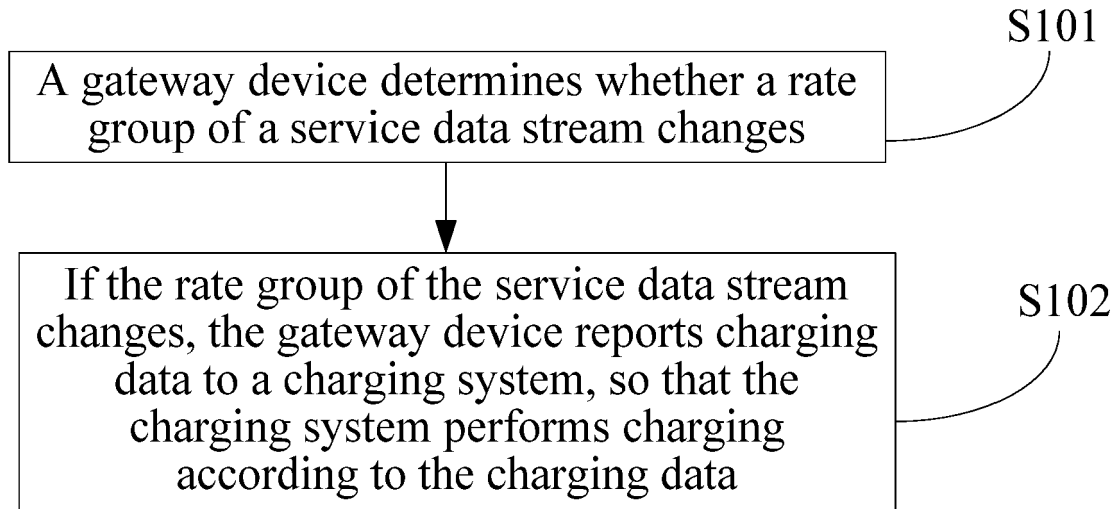 S101
A gateway device determines whether a rate
group of a service data stream changes
If the rate group of the service data stream
changes, the gateway device reports charging
data to a charging system, so that the
charging system performs charging
according to the charging data
S102